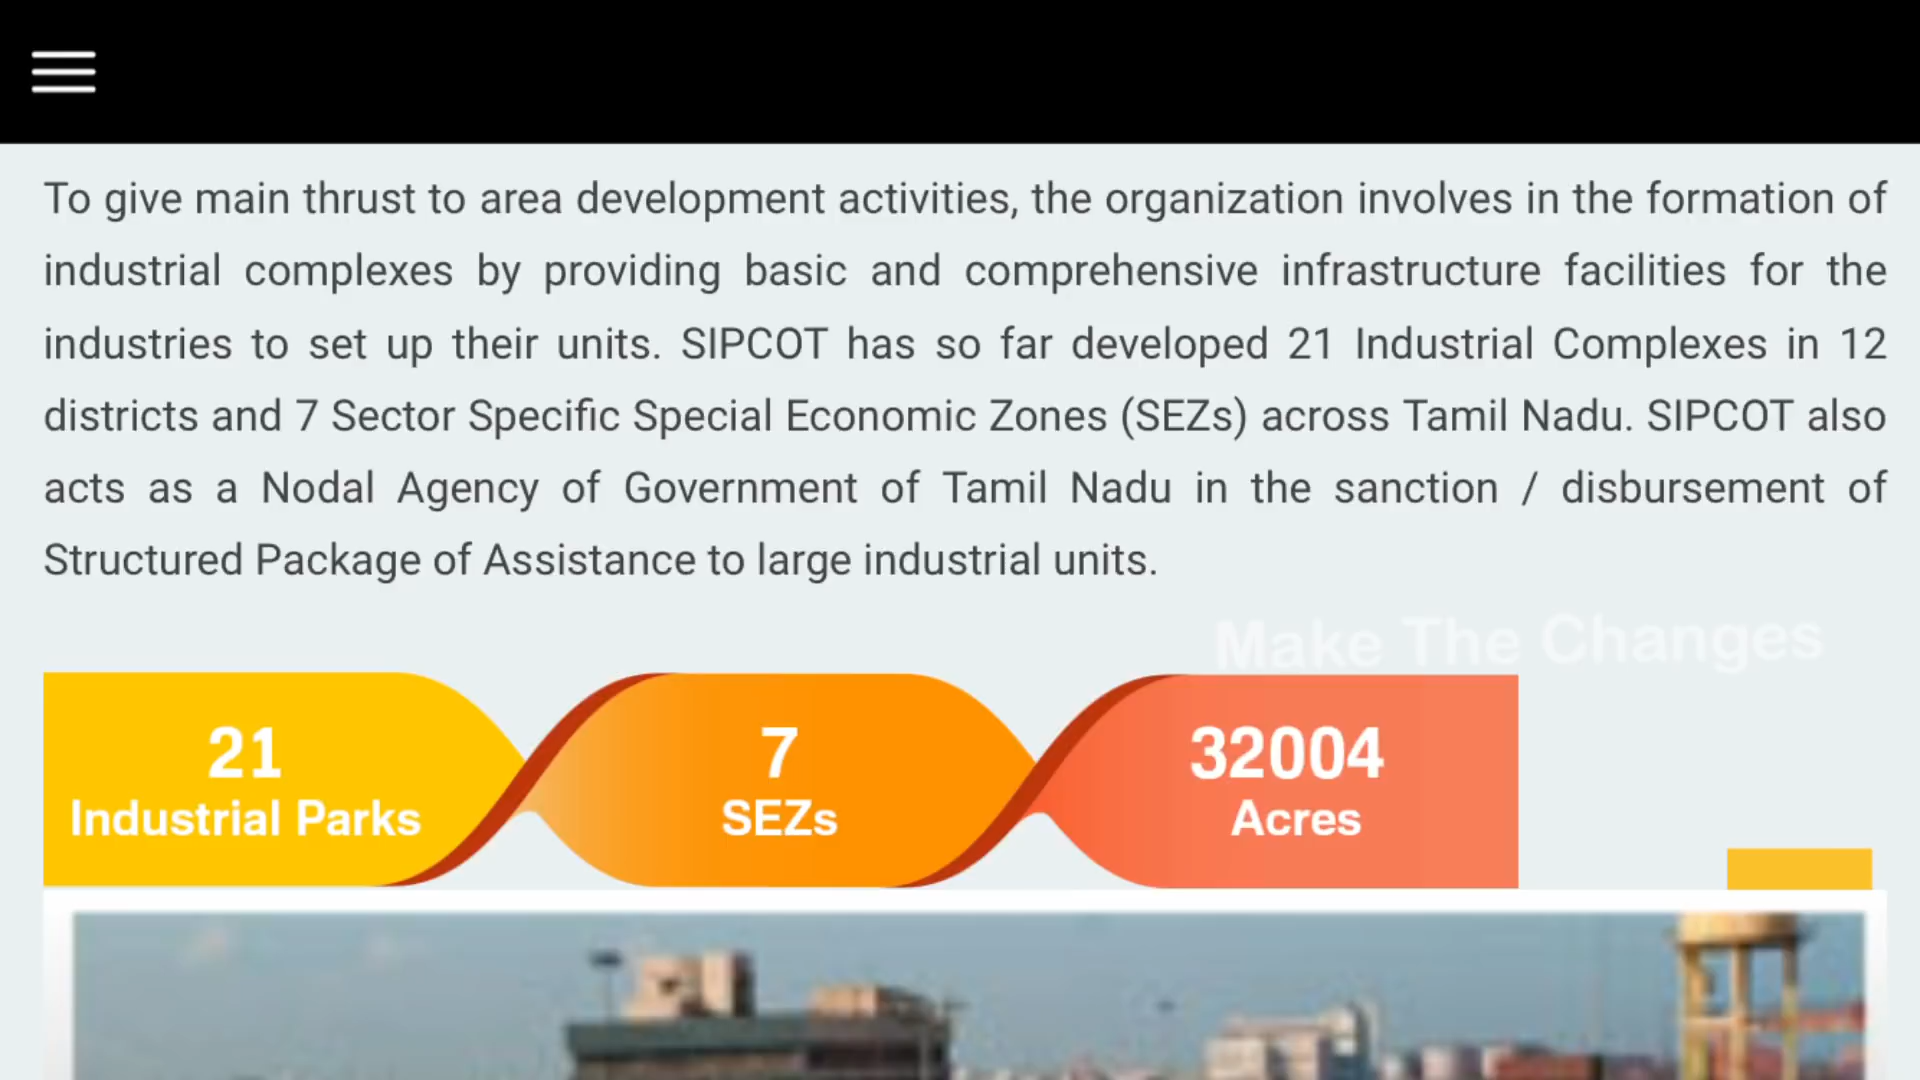 To give main thrust to area development activities, the organization involves in the formation of
industrial complexes by providing basic and comprehensive infrastructure facilities for the
industries to set up their units. SIPCOT has so far developed 21 Industrial Complexes in 12
districts and 7 Sector Specific Special Economic Zones (SEZs) across Tamil Nadu. SIPCOT also
acts as a Nodal Agency of Government of Tamil Nadu in the sanction / disbursement of
Structured Package of Assistance to large industrial units.
Make The Changes
21
Industrial Parks
7
SEZs
32004
Acres